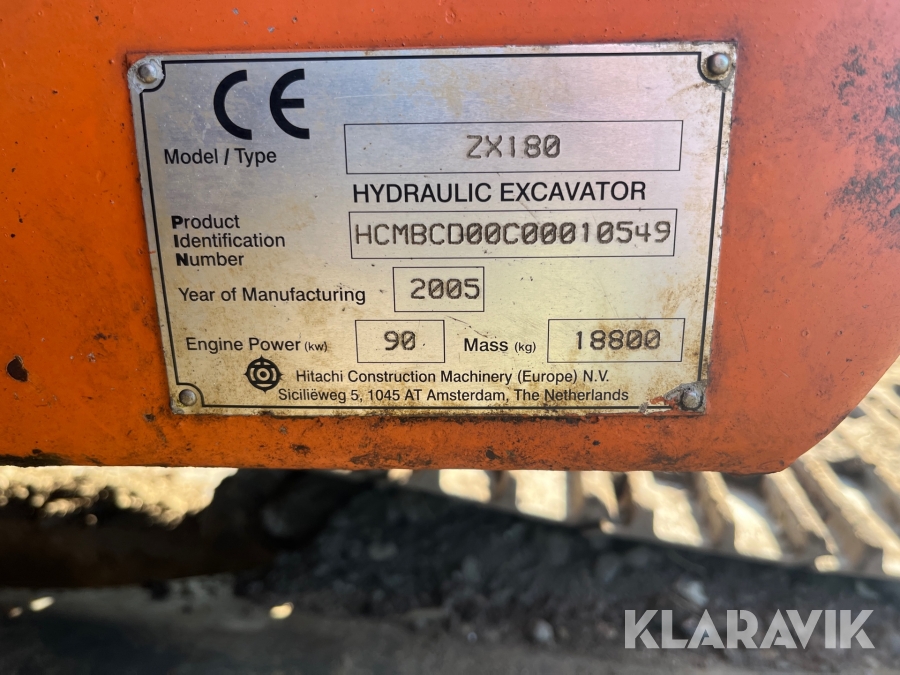 KLARAVIK
CE
Model / Type ZX180
HYDRAULIC EXCAVATOR
Product
Identification HCMBCD00C00010549
Number
Year of Manufacturing 2005
Engine Power (kw) 90 Mass (kg) 18800
Hitachi Construction Machinery (Europe) N.V.
Siciliëweg 5, 1045 AT Amsterdam, The Netherlands
KLARAVIK